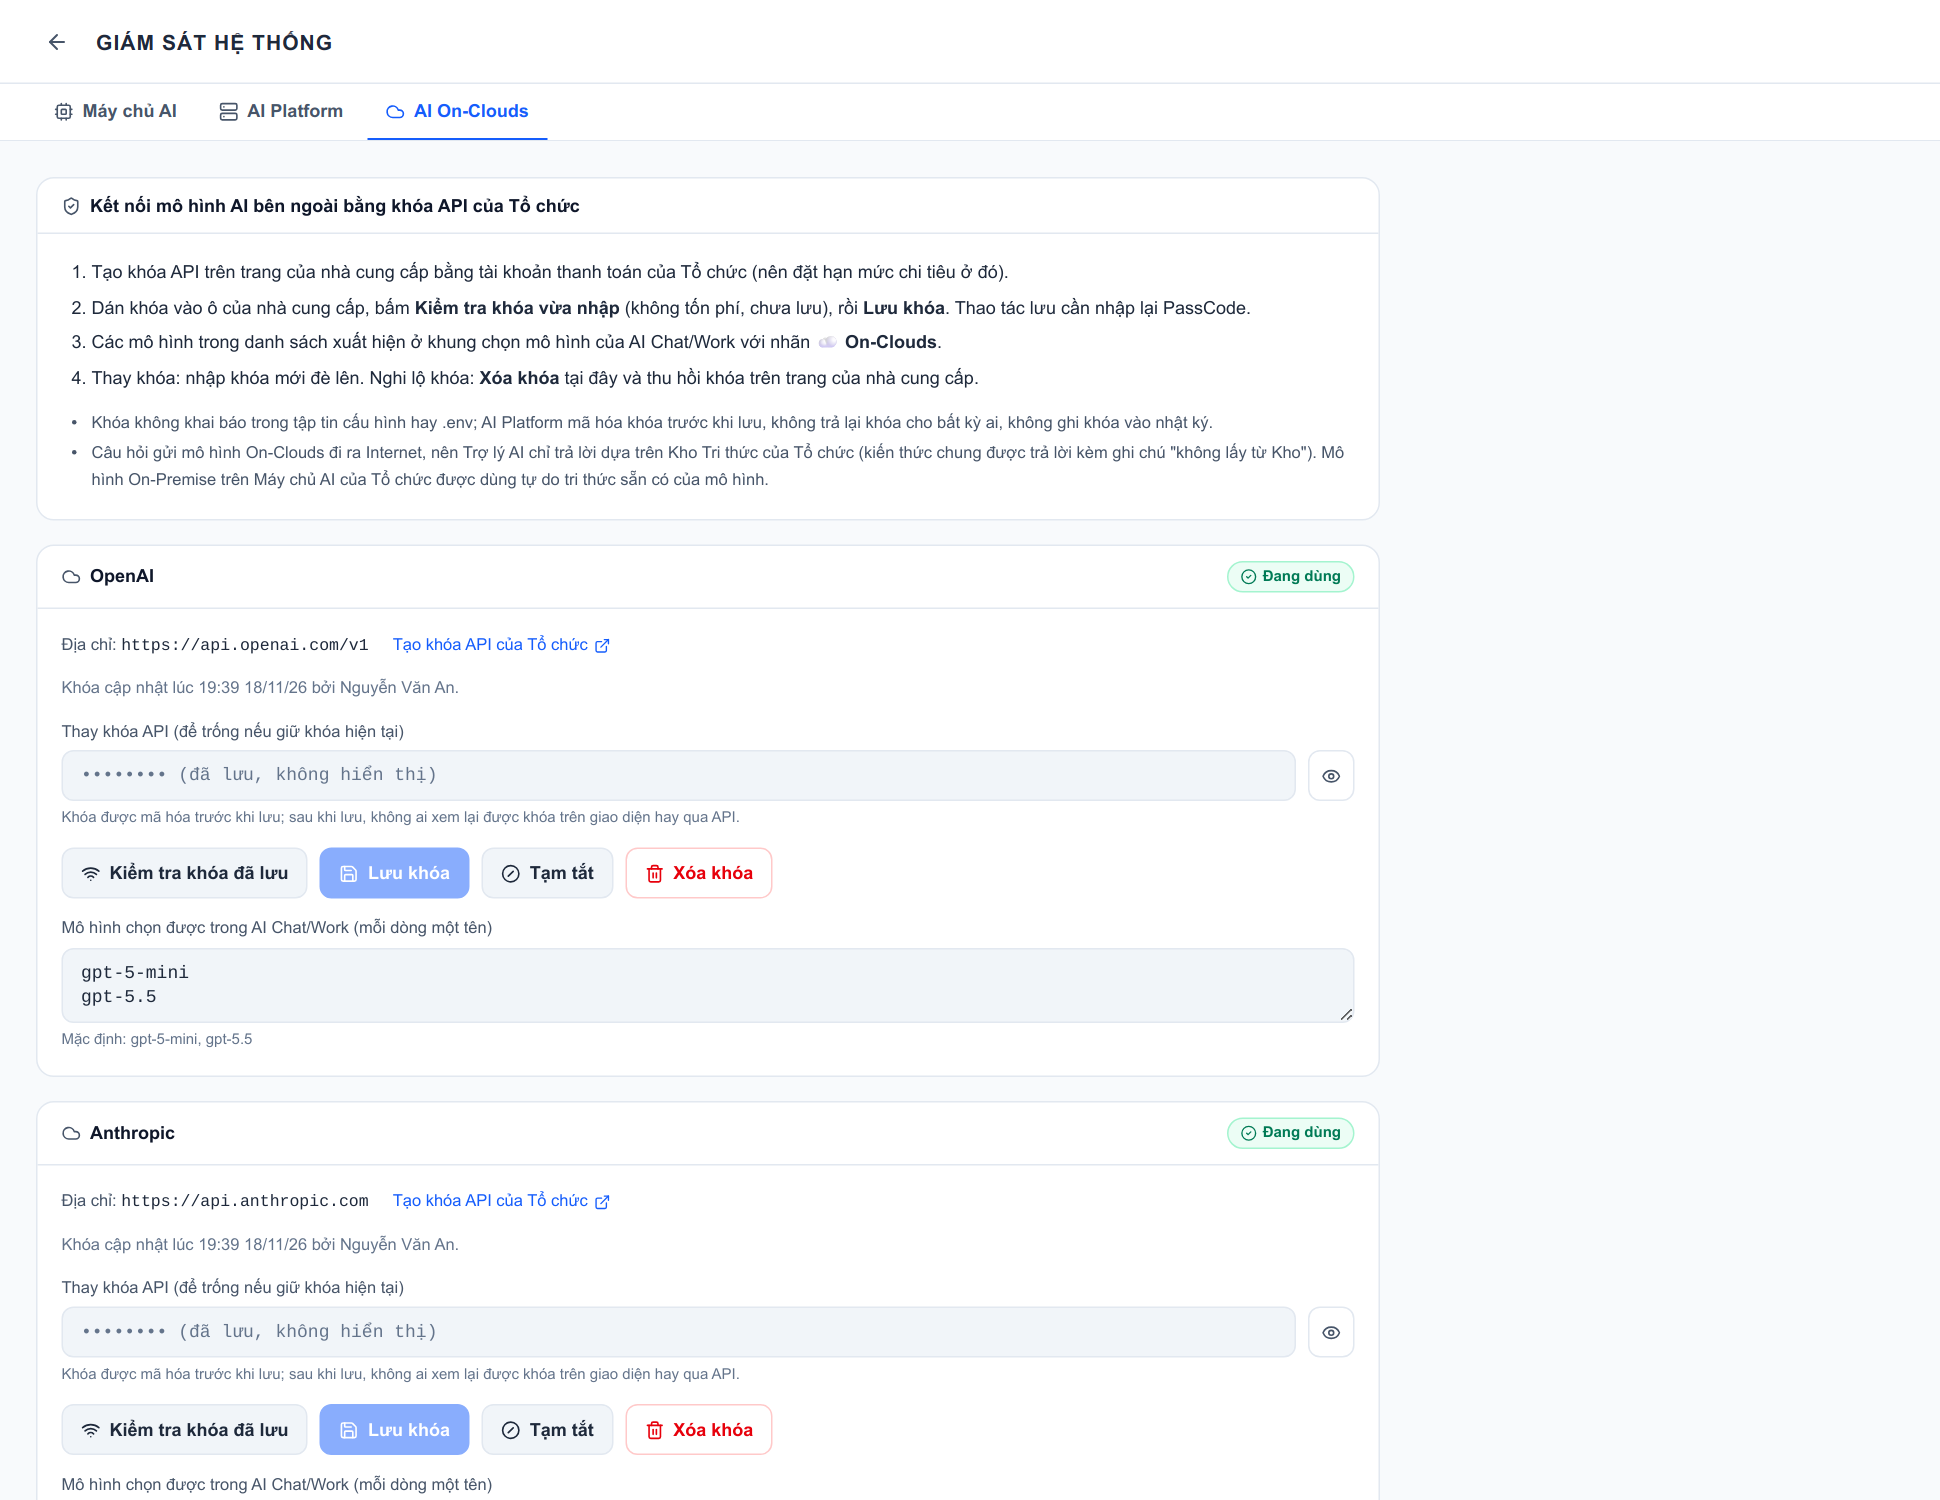 GIÁM SÁT HỆ THỐNG
Máy chủ AI
AI Platform
AI On-Clouds
Kết nối mô hình AI bên ngoài bằng khóa API của Tổ chức
1. Tạo khóa API trên trang của nhà cung cấp bằng tài khoản thanh toán của Tổ chức (nên đặt hạn mức chi tiêu ở đó).
2. Dán khóa vào ô của nhà cung cấp, bấm Kiểm tra khóa vừa nhập (không tốn phí, chưa lưu), rồi Lưu khóa. Thao tác lưu cần nhập lại PassCode.
3. Các mô hình trong danh sách xuất hiện ở khung chọn mô hình của AI Chat/Work với nhãn On-Clouds.
4. Thay khóa: nhập khóa mới đè lên. Nghi lộ khóa: Xóa khóa tại đây và thu hồi khóa trên trang của nhà cung cấp.
• Khóa không khai báo trong tập tin cấu hình hay .env; AI Platform mã hóa khóa trước khi lưu, không trả lại khóa cho bất kỳ ai, không ghi khóa vào nhật ký.
• Câu hỏi gửi mô hình On-Clouds đi ra Internet, nên Trợ lý AI chỉ trả lời dựa trên Kho Tri thức của Tổ chức (kiến thức chung được trả lời kèm ghi chú "không lấy từ Kho"). Mô
hình On-Premise trên Máy chủ AI của Tổ chức được dùng tự do tri thức sẵn có của mô hình.
OpenAI
Đang dùng
Địa chỉ: https://api.openai.com/v1 Tạo khóa API của Tổ chức
Khóa cập nhật lúc 19:39 18/11/26 bởi Nguyễn Văn An.
Thay khóa API (để trống nếu giữ khóa hiện tại)
•••••••• (đã lưu, không hiển thị)
Khóa được mã hóa trước khi lưu; sau khi lưu, không ai xem lại được khóa trên giao diện hay qua API.
Kiểm tra khóa đã lưu
Lưu khóa
Tạm tắt
Xóa khóa
Mô hình chọn được trong AI Chat/Work (mỗi dòng một tên)
gpt-5-mini
gpt-5.5
Mặc định: gpt-5-mini, gpt-5.5
Anthropic
Đang dùng
Địa chỉ: https://api.anthropic.com Tạo khóa API của Tổ chức
Khóa cập nhật lúc 19:39 18/11/26 bởi Nguyễn Văn An.
Thay khóa API (để trống nếu giữ khóa hiện tại)
•••••••• (đã lưu, không hiển thị)
Khóa được mã hóa trước khi lưu; sau khi lưu, không ai xem lại được khóa trên giao diện hay qua API.
Kiểm tra khóa đã lưu
Lưu khóa
Tạm tắt
Xóa khóa
Mô hình chọn được trong AI Chat/Work (mỗi dòng một tên)